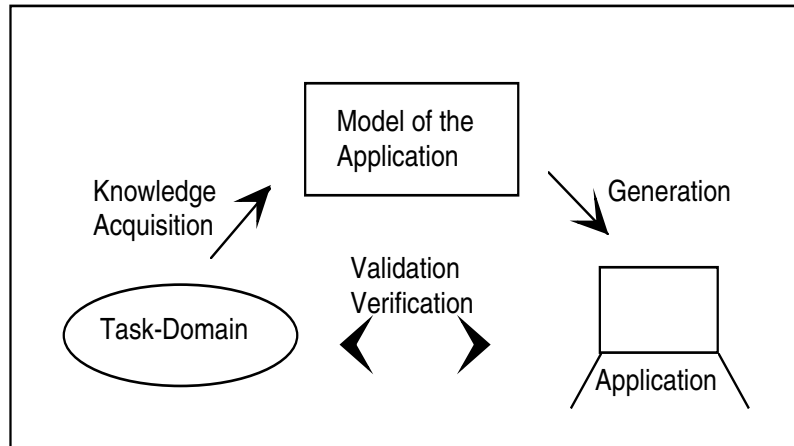 Model of the
Application
Knowledge
Acquisition
Generation
Validation
Verification
Task-Domain
Application